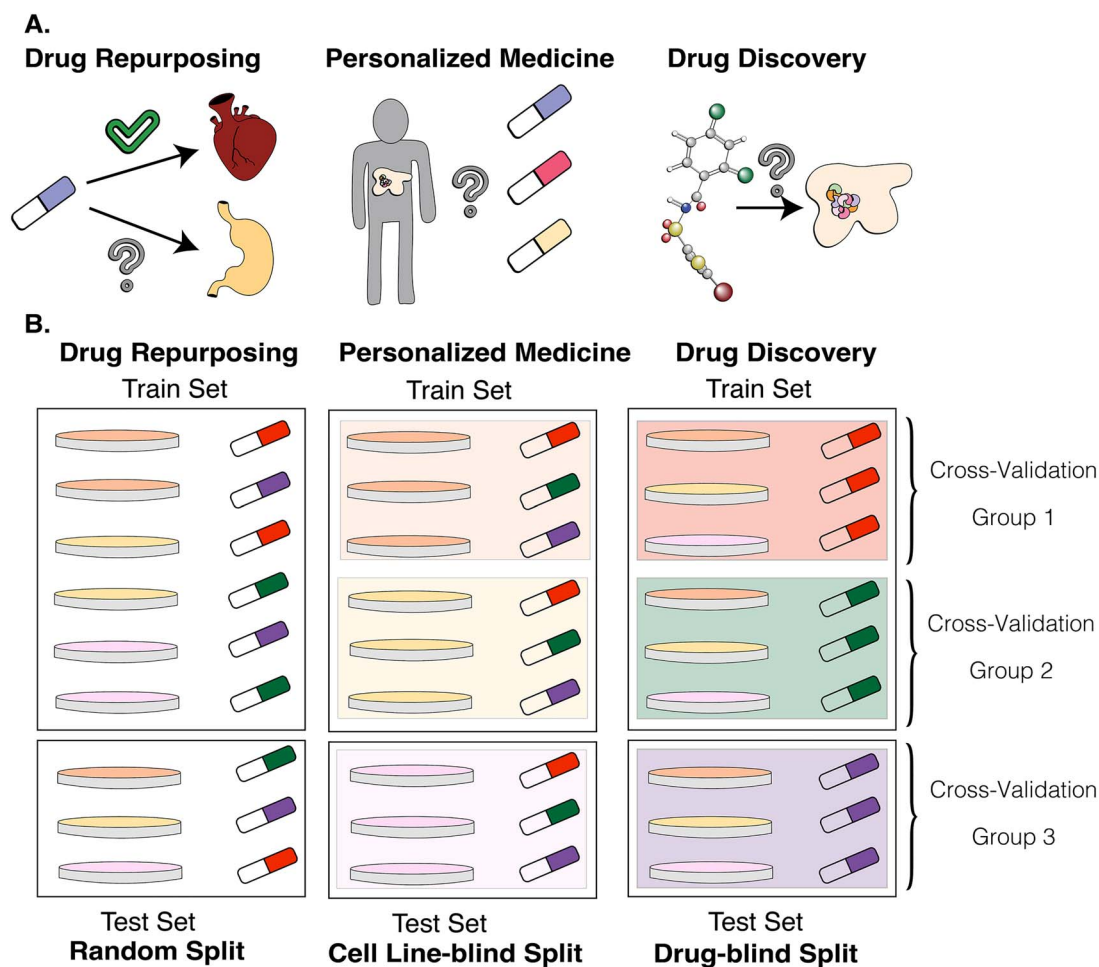 A.
Drug Repurposing
Personalized Medicine
Drug Discovery
B.
Drug Repurposing
Personalized Medicine
Drug Discovery
Train Set
Train Set
Train Set
Cross-Validation
Group 1
Cross-Validation
Group 2
Cross-Validation
Group 3
Test Set
Test Set
Test Set
Random Split
Cell Line-blind Split
Drug-blind Split